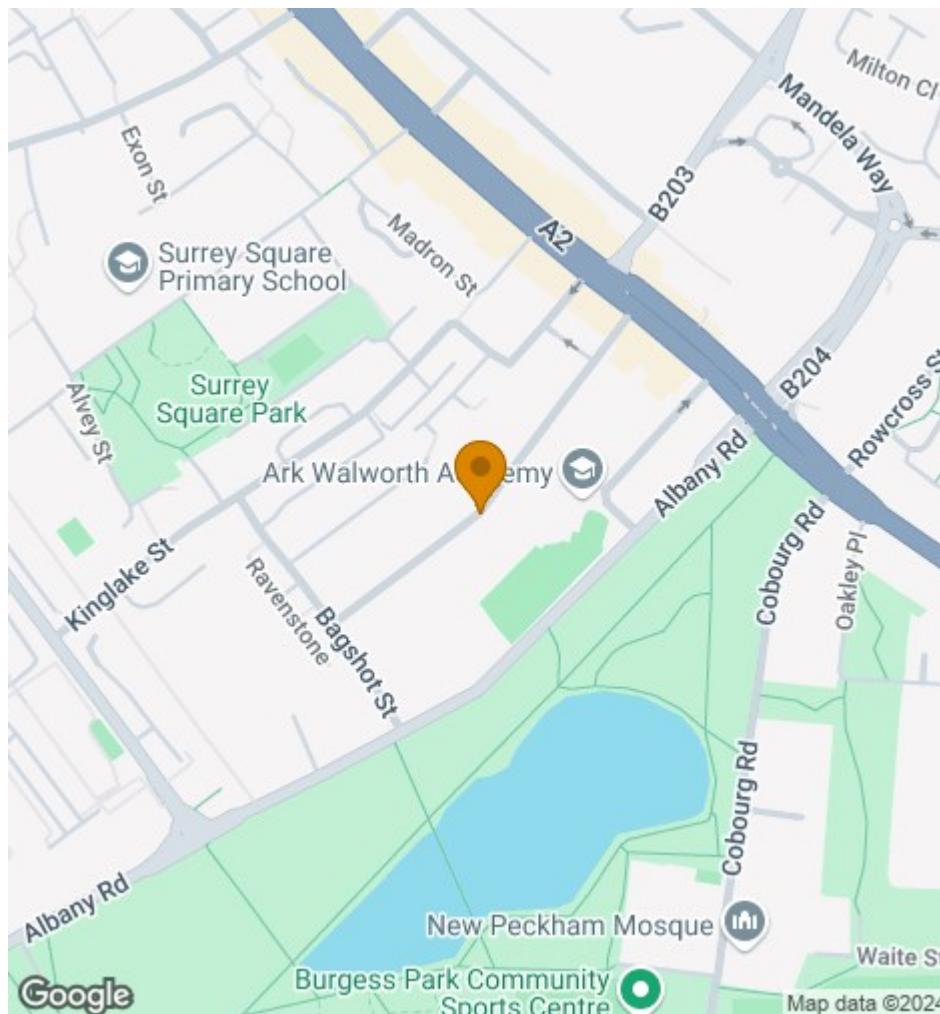 Milton Cl
Mandela Way
Exon St
B203
A2
Madron St
Surrey Square
Primary School
B204
Rowcross S
Surrey
Square Park
Alvey St
Ark Walworth A
emy
Albany Rd
Cobourg Rd
Oakley Pl
Kinglake St
Ravenstone
Bagshot St
Cobourg Rd
Albany Rd
New Peckham Mosque
Waite St
Burgess Park Community
Sports Centre
Google
Map data ©2024